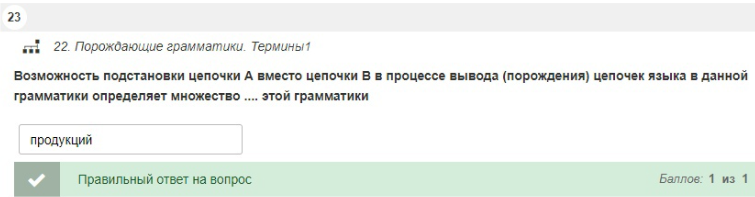 23
22. Порождающие грамматики. Термины1
Возможность подстановки цепочки А вместо цепочки В в процессе вывода (порождения) цепочек языка в данной
грамматики определяет множество .... этой грамматики
продукций
Правильный ответ на вопрос Баллов: 1 из 1